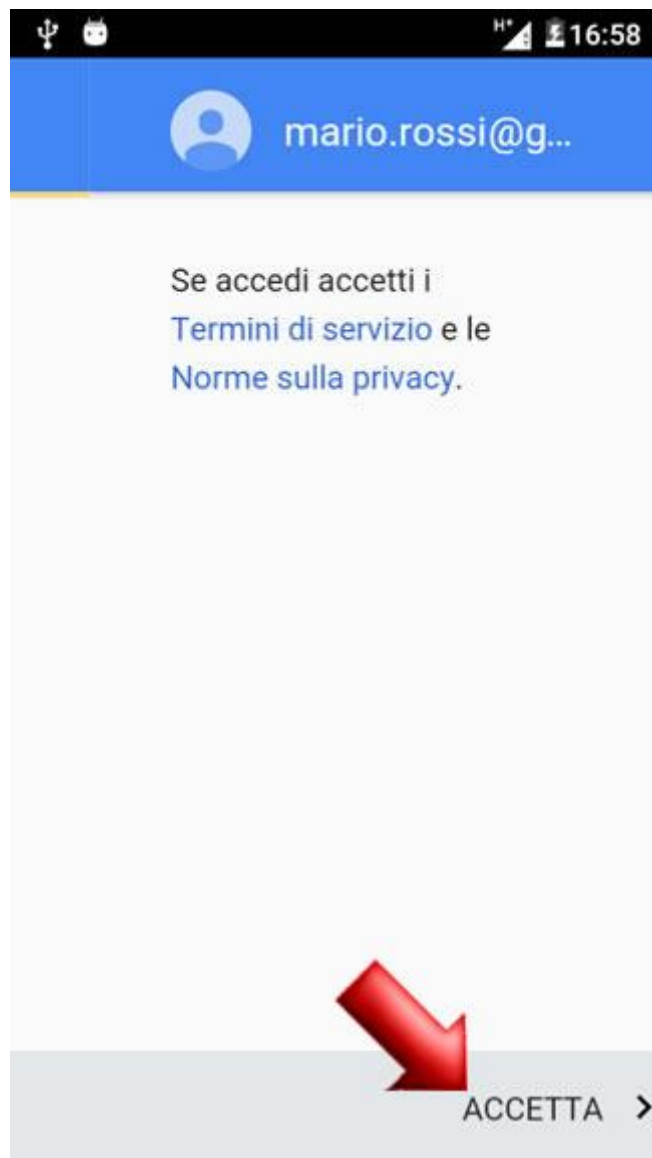 H+ 16:58
mario.rossi@g...
Se accedi accetti i
Termini di servizio e le
Norme sulla privacy.
ACCETTA